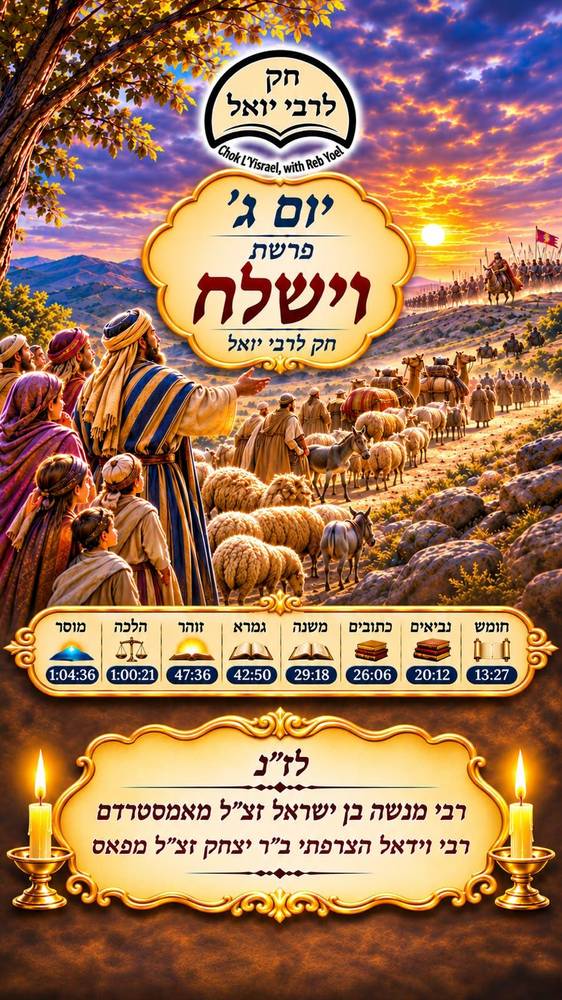 חק
לרבי יואל
Chok L'Yisrael, with Reb Yoel
יום ג׳
פרשת
וישלח
חק לרבי יואל
חומש נביאים כתובים משנה גמרא זוהר הלכה מוסר
13:27 20:12 26:06 29:18 42:50 47:36 1:00:21 1:04:36
לז״נ
רבי מנשה בן ישראל זצ״ל מאמסטרדם
רבי וידאל הצרפתי ב״ר יצחק זצ״ל מפאס